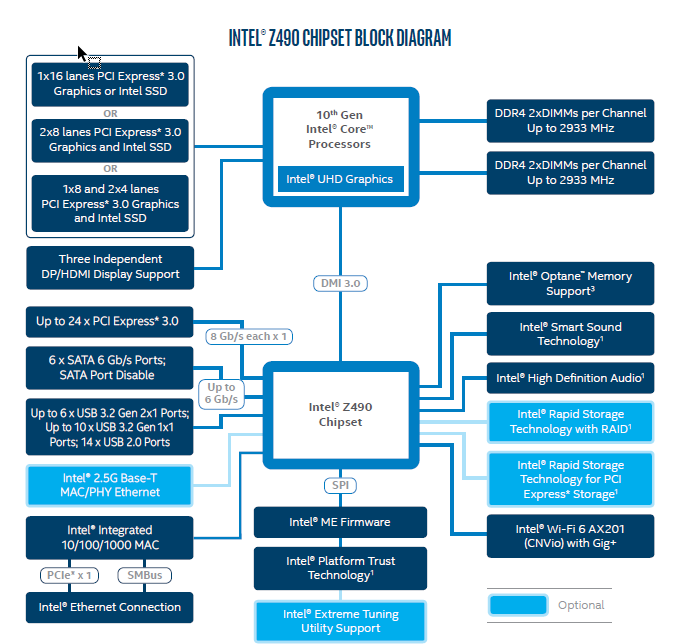 INTEL® Z490 CHIPSET BLOCK DIAGRAM
1x16 lanes PCI Express* 3.0
Graphics or Intel SSD
OR
2x8 lanes PCI Express* 3.0
Graphics and Intel SSD
OR
1x8 and 2x4 lanes
PCI Express* 3.0 Graphics
and Intel SSD
Three Independent
DP/HDMI Display Support
10th Gen
Intel® Core™
Processors
Intel® UHD Graphics
DDR4 2xDIMMs per Channel
Up to 2933 MHz
DDR4 2xDIMMs per Channel
Up to 2933 MHz
DMI 3.0
Up to 24 x PCI Express* 3.0
8 Gb/s each x 1
6 x SATA 6 Gb/s Ports;
SATA Port Disable
Up to
6 Gb/s
Up to 6 x USB 3.2 Gen 2x1 Ports;
Up to 10 x USB 3.2 Gen 1x1
Ports; 14 x USB 2.0 Ports
Intel® 2.5G Base-T
MAC/PHY Ethernet
Intel® Integrated
10/100/1000 MAC
PCIe* x 1
SMBus
Intel® Ethernet Connection
Intel® Z490
Chipset
SPI
Intel® ME Firmware
Intel® Platform Trust
Technology¹
Intel® Extreme Tuning
Utility Support
Intel® Optane™ Memory
Support³
Intel® Smart Sound
Technology¹
Intel® High Definition Audio¹
Intel® Rapid Storage
Technology with RAID¹
Intel® Rapid Storage
Technology for PCI
Express* Storage¹
Intel® Wi-Fi 6 AX201
(CNVio) with Gig+
Optional